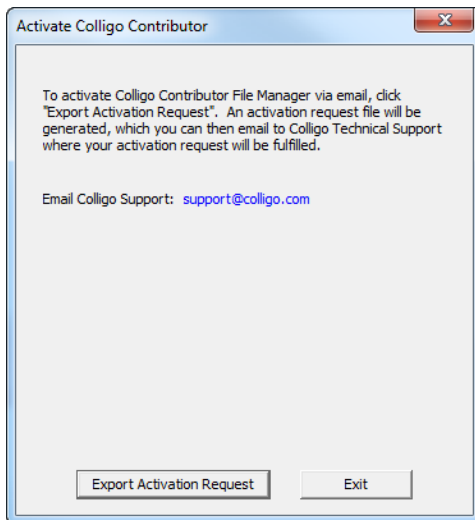 Activate Colligo Contributor
To activate Colligo Contributor File Manager via email, click
"Export Activation Request".  An activation request file will be
generated, which you can then email to Colligo Technical Support
where your activation request will be fulfilled.
Email Colligo Support:  support@colligo.com
Export Activation Request
Exit